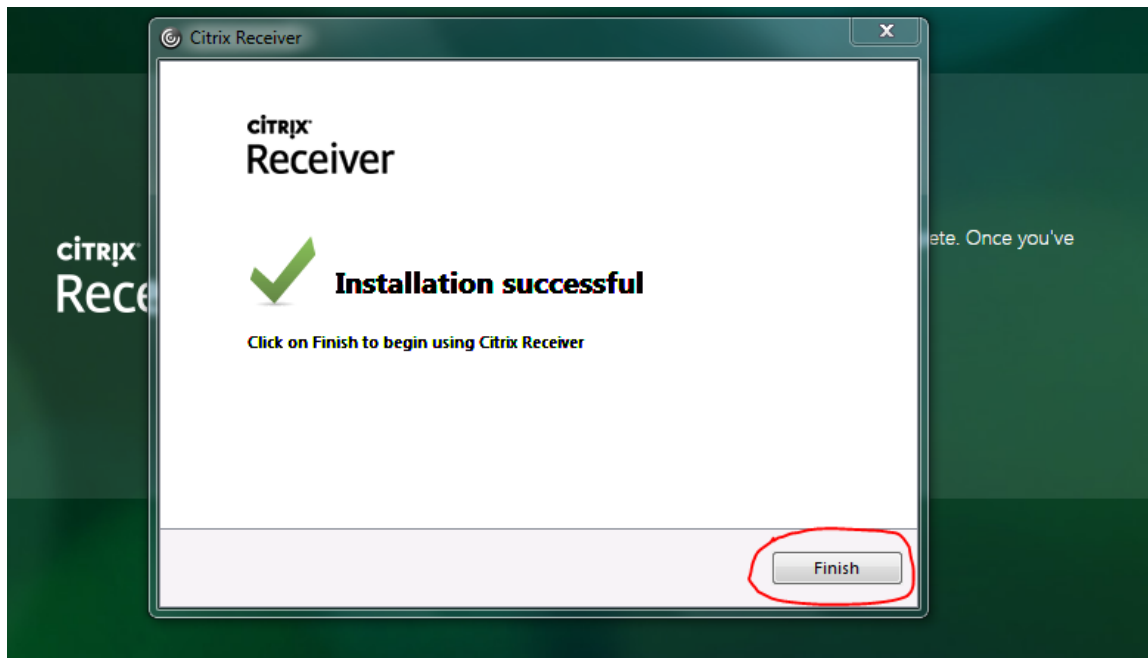 Citrix Receiver
x
CiTRiX
Receiver
Installation successful
Click on Finish to begin using Citrix Receiver
Finish
CiTRiX
Rece
ete. Once you've